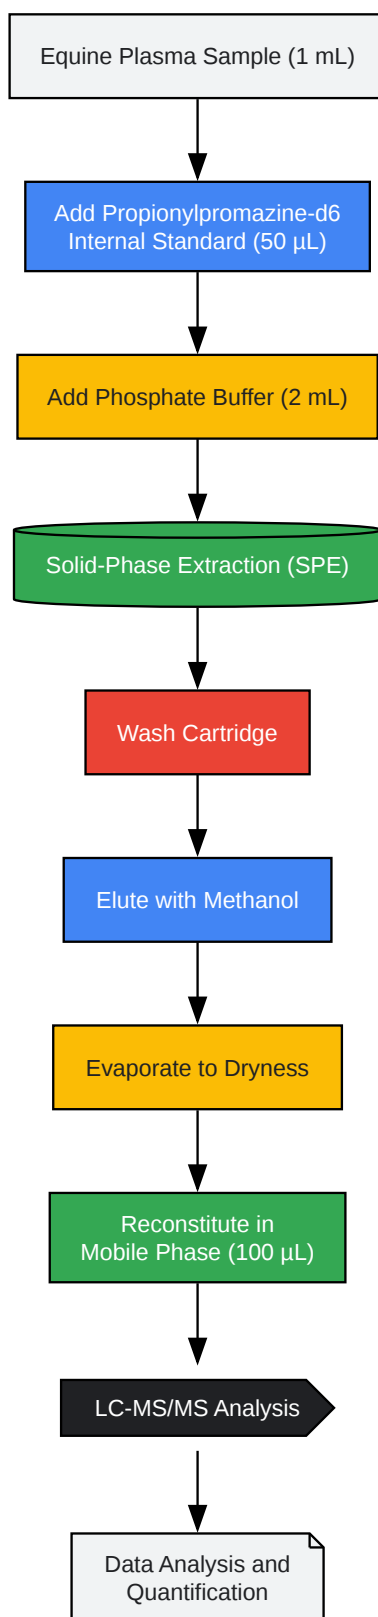 Equine Plasma Sample (1 mL)
Add Propionylpromazine-d6
Internal Standard (50 µL)
Add Phosphate Buffer (2 mL)
Solid-Phase Extraction (SPE)
Wash Cartridge
Elute with Methanol
Evaporate to Dryness
Reconstitute in
Mobile Phase (100 µL)
LC-MS/MS Analysis
Data Analysis and
Quantification